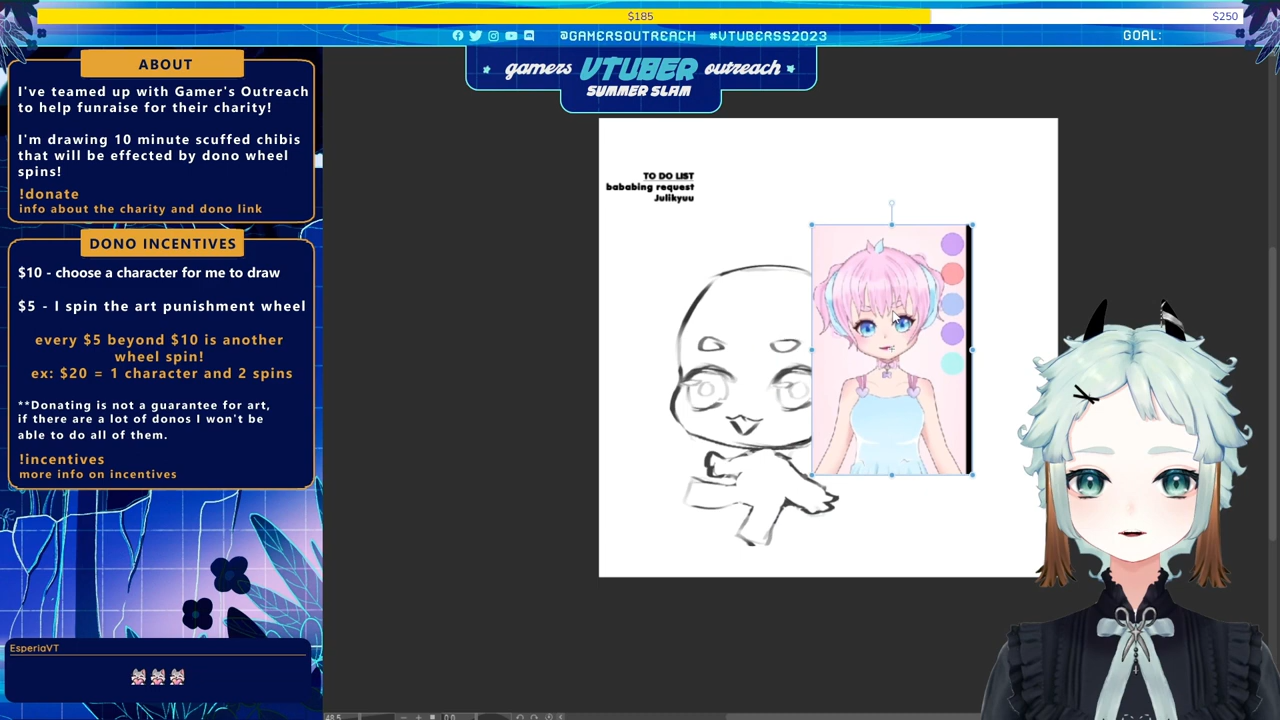 $185
$250
@GAMERSOUTREACH #VTUBERSS2023
GOAL:
gamers VTUBER outreach
SUMMER SLAM
ABOUT
I've teamed up with Gamer's Outreach
to help funraise for their charity!
I'm drawing 10 minute scuffed chibis
that will be effected by dono wheel
spins!
!donate
info about the charity and dono link
DONO INCENTIVES
$10 - choose a character for me to draw
$5 - I spin the art punishment wheel
every $5 beyond $10 is another
wheel spin!
ex: $20 = 1 character and 2 spins
**Donating is not a guarantee for art,
if there are a lot of donos I won't be
able to do all of them.
!incentives
more info on incentives
TO DO LIST
bababing request
Julikyuu
EsperiaVT
48.5
0.0